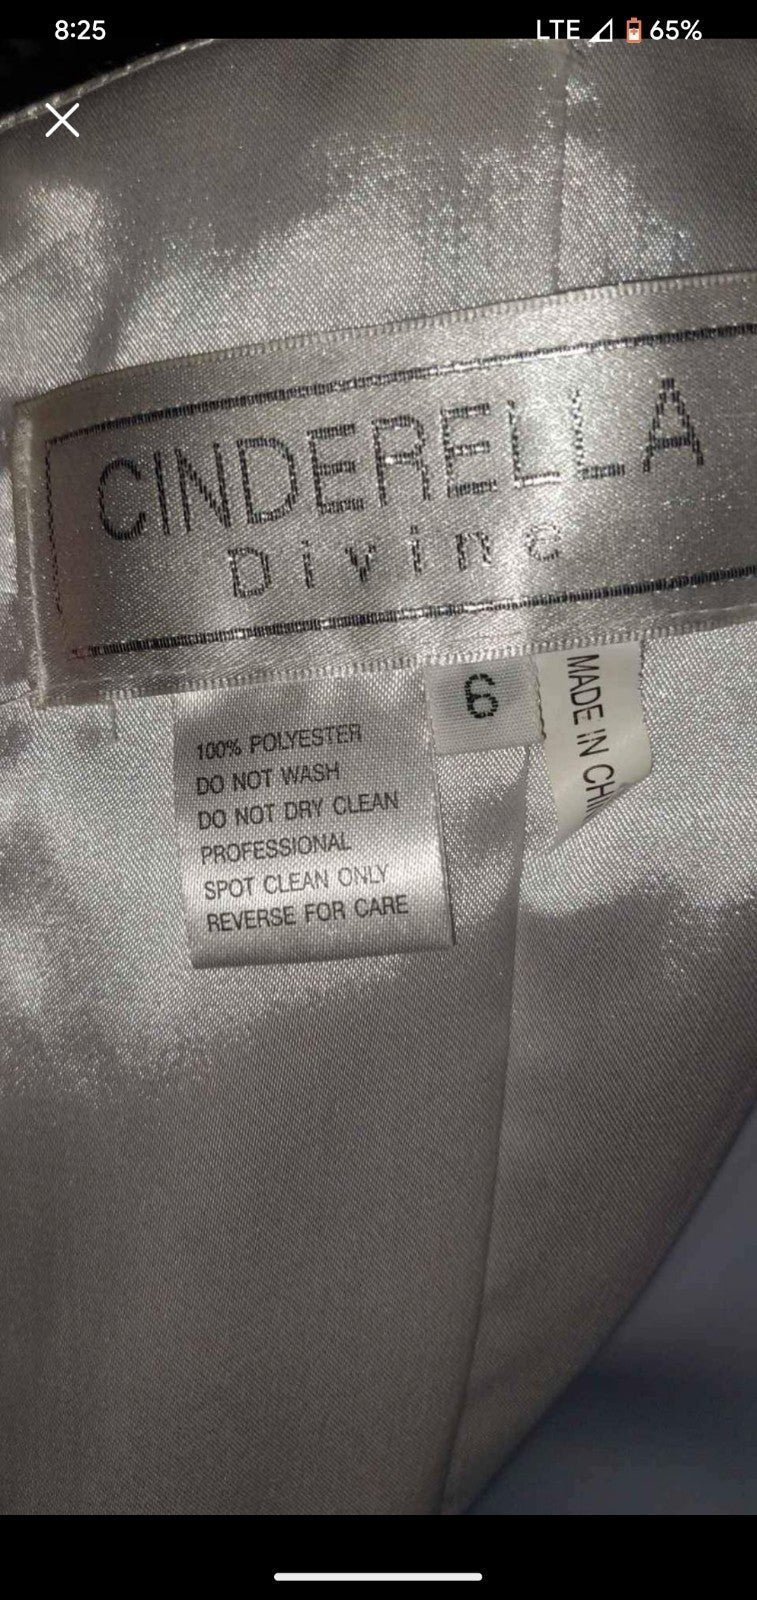 8:25
LTE 65%
CINDERELLA
Divine
6
MADE IN CHI
100% POLYESTER
DO NOT WASH
DO NOT DRY CLEAN
PROFESSIONAL
SPOT CLEAN ONLY
REVERSE FOR CARE